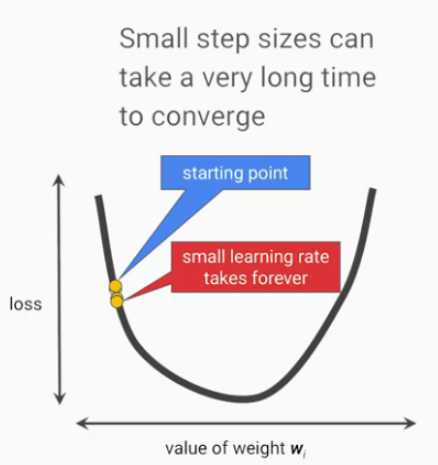 Small step sizes can
take a very long time
to converge
starting point
small learning rate
takes forever
loss
value of weight wᵢ